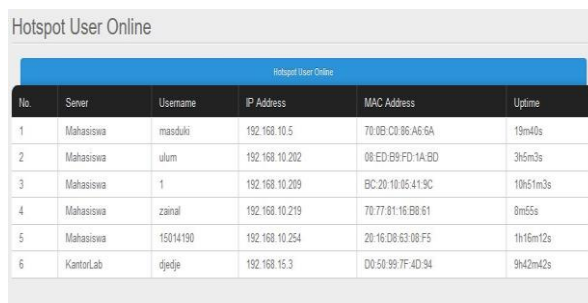 Hotspot User Online
Hotspot User Online
No. Server Username IP Address MAC Address Uptime
1 Mahasiswa masduki 192.168.10.5 70:0B:C0:86:A6:6A 19m40s
2 Mahasiswa ulum 192.168.10.202 08:ED:B9:FD:1A:BD 3h5m3s
3 Mahasiswa 1 192.168.10.209 BC:20:10:05:41:9C 10h51m3s
4 Mahasiswa zainal 192.168.10.219 70:77:81:16:B8:61 8m55s
5 Mahasiswa 15014190 192.168.10.254 20:16:D8:63:08:F5 1h16m12s
6 KantorLab djedje 192.168.15.3 D0:50:99:7F:4D:94 9h42m42s